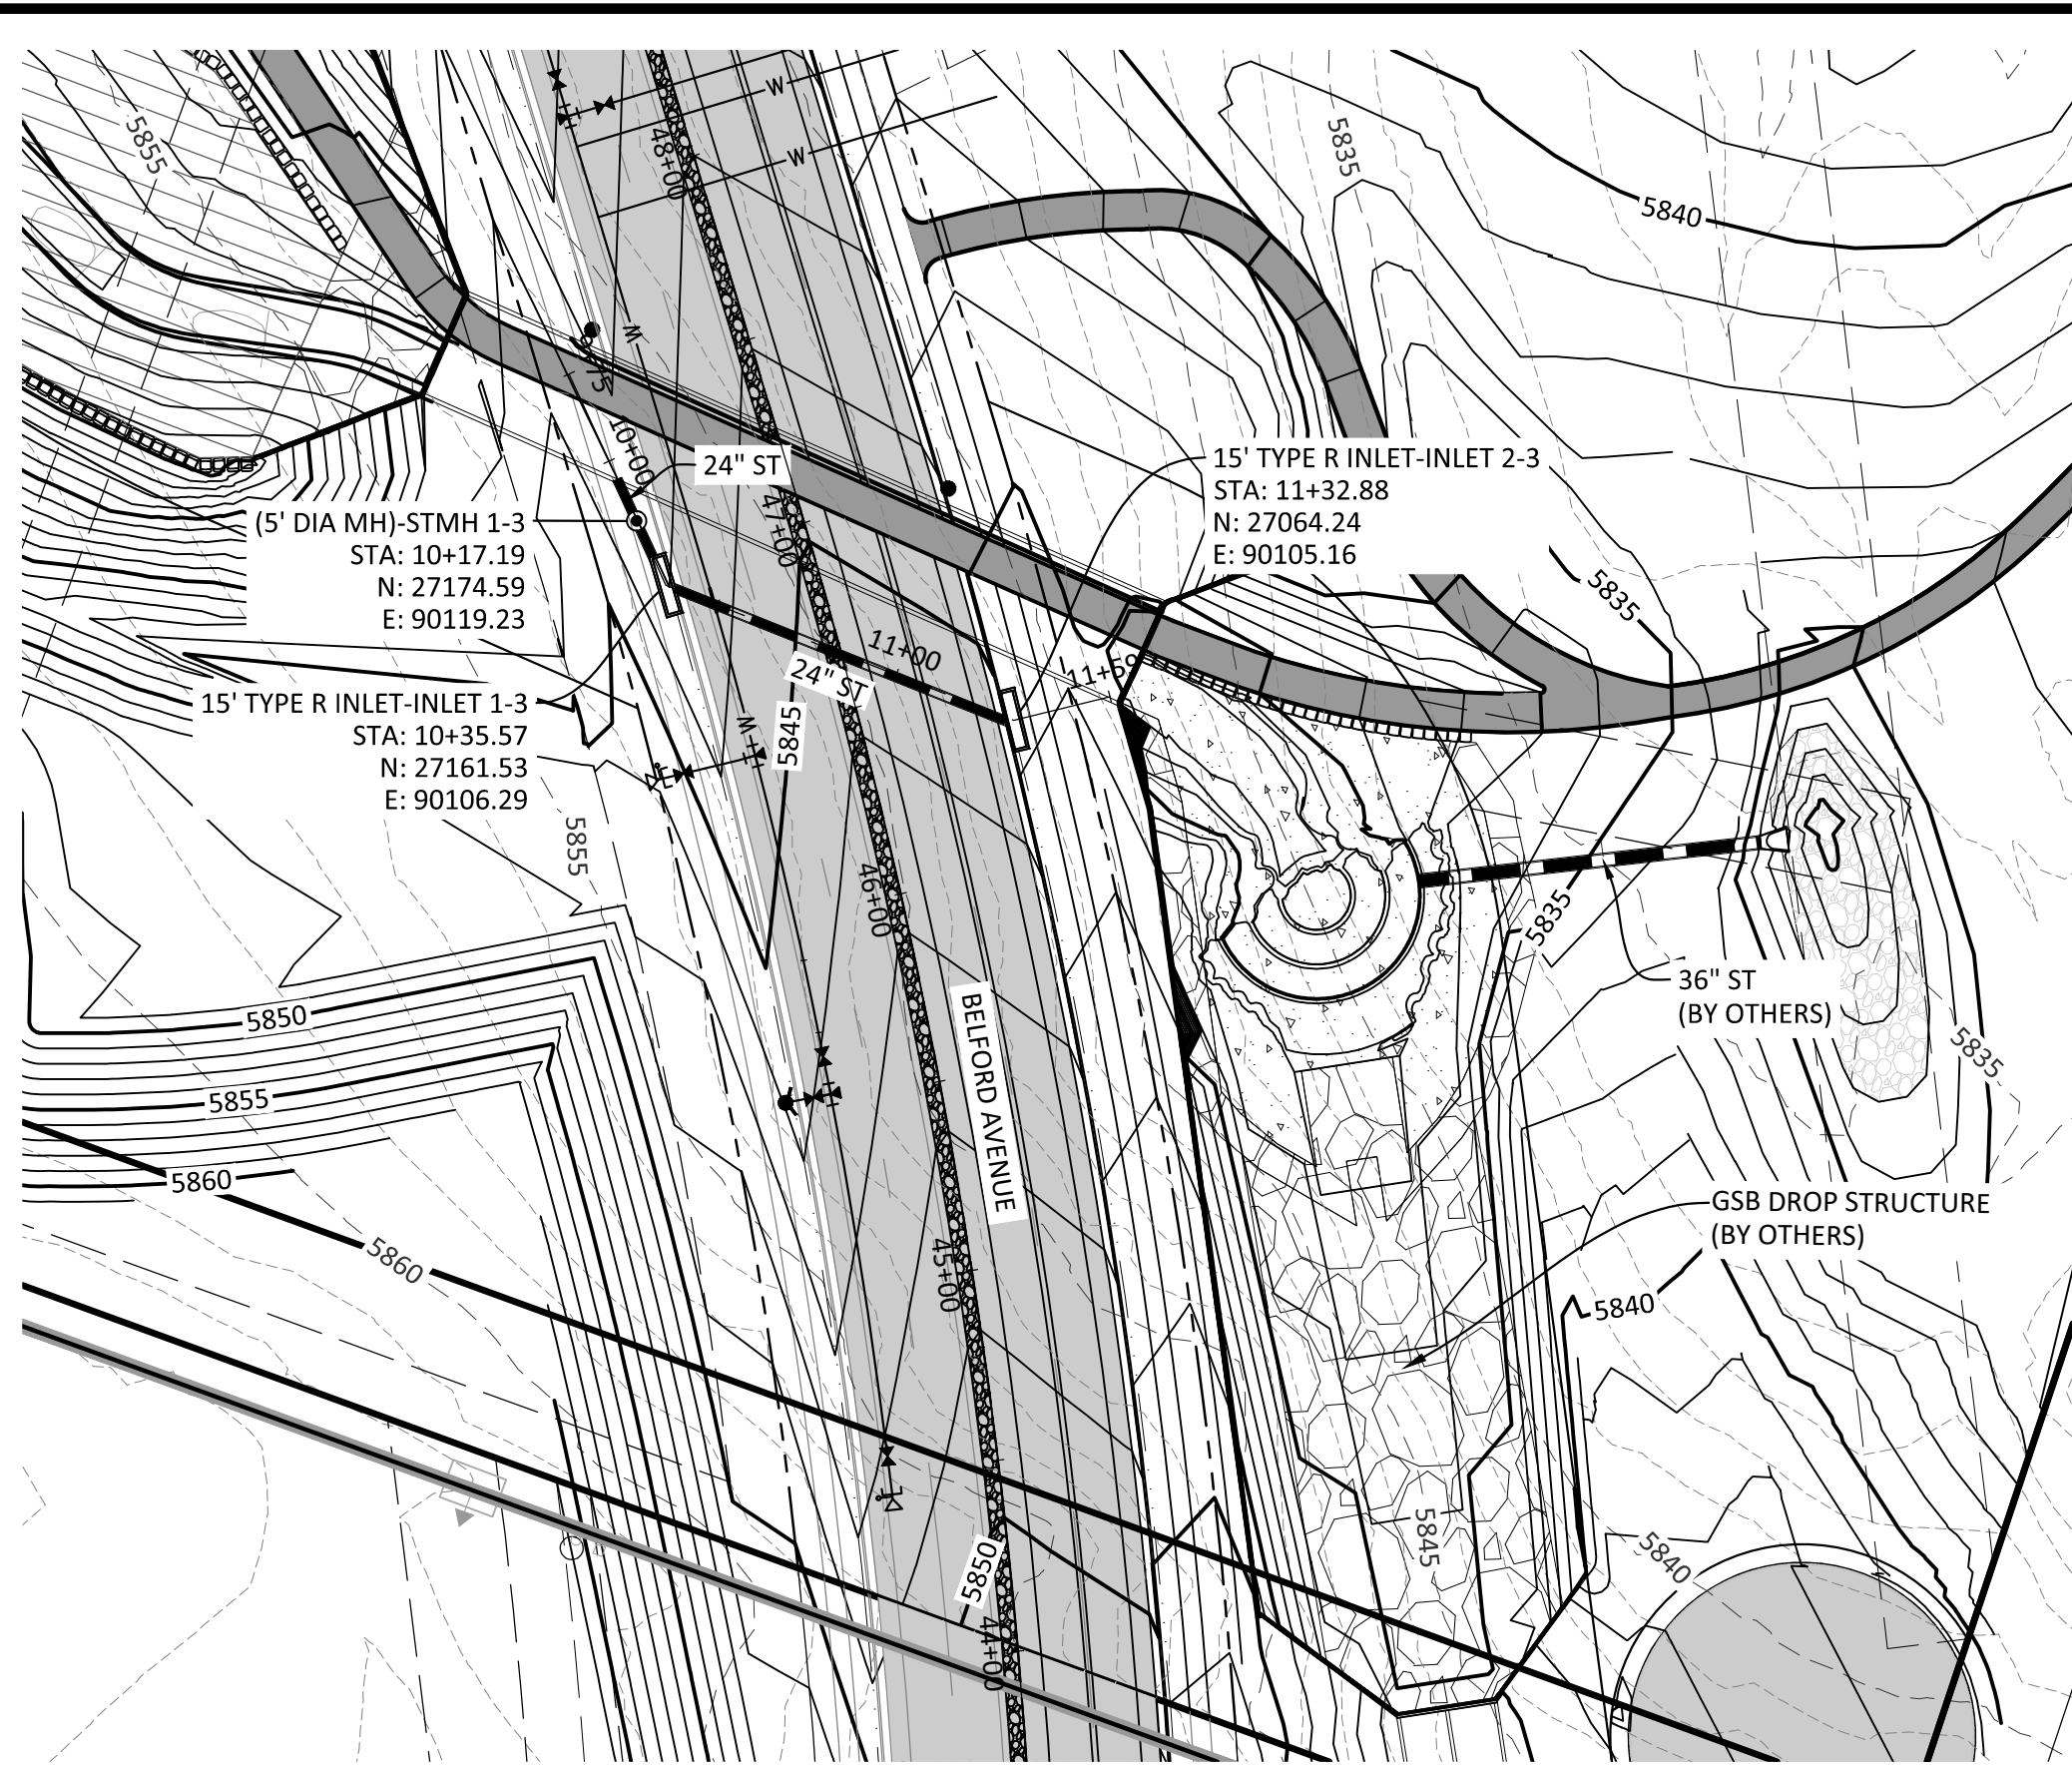 5855
48+00
W
W
5835
5840
W
10+00
24" ST
47+00
(5' DIA MH)-STMH 1-3
STA: 10+17.19
N: 27174.59
E: 90119.23
15' TYPE R INLET-INLET 2-3
STA: 11+32.88
N: 27064.24
E: 90105.16
5835
11+00
24" ST
11+59
15' TYPE R INLET-INLET 1-3
STA: 10+35.57
N: 27161.53
E: 90106.29
W
5845
5855
46+00
5835
36" ST
(BY OTHERS)
5850
BELFORD AVENUE
5835
5855
5860
5860
45+00
GSB DROP STRUCTURE
(BY OTHERS)
5840
5850
5845
5840
44+00